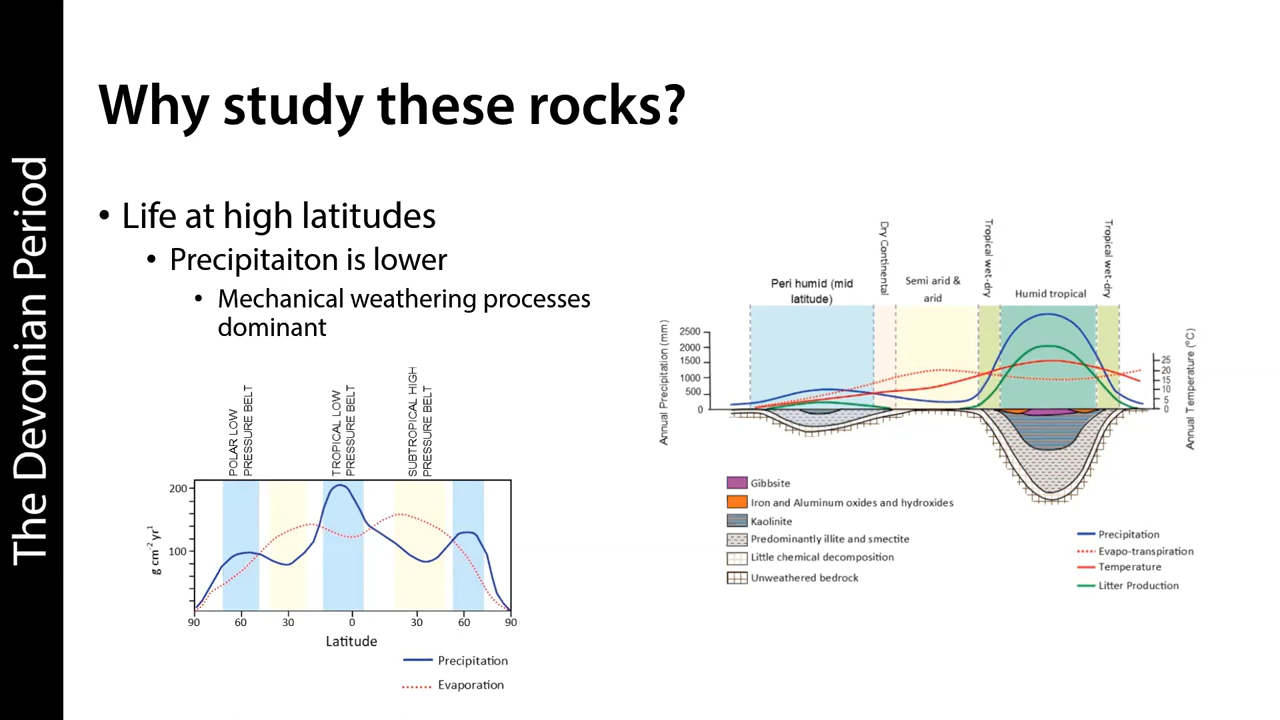 The Devonian Period
Why study these rocks?
• Life at high latitudes
• Precipitaiton is lower
• Mechanical weathering processes
dominant
POLAR LOW
PRESSURE BELT
TROPICAL LOW
PRESSURE BELT
SUBTROPICAL HIGH
PRESSURE BELT
200
100
g cm⁻² yr¹
90 60 30 0 30 60 90
Latitude
Precipitation
Evaporation
Peri humid (mid
latitude)
Dry Continental
Semi arid &
arid
Tropical wet-dry
Humid tropical
Tropical wet-dry
Annual Precipitation (mm)
2500
2000
1500
1000
500
0
25
20
15
10
5
0
Annual Temperature (°C)
Gibbsite
Iron and Aluminum oxides and hydroxides
Kaolinite
Predominantly illite and smectite
Little chemical decomposition
Unweathered bedrock
Precipitation
Evapo-transpiration
Temperature
Litter Production